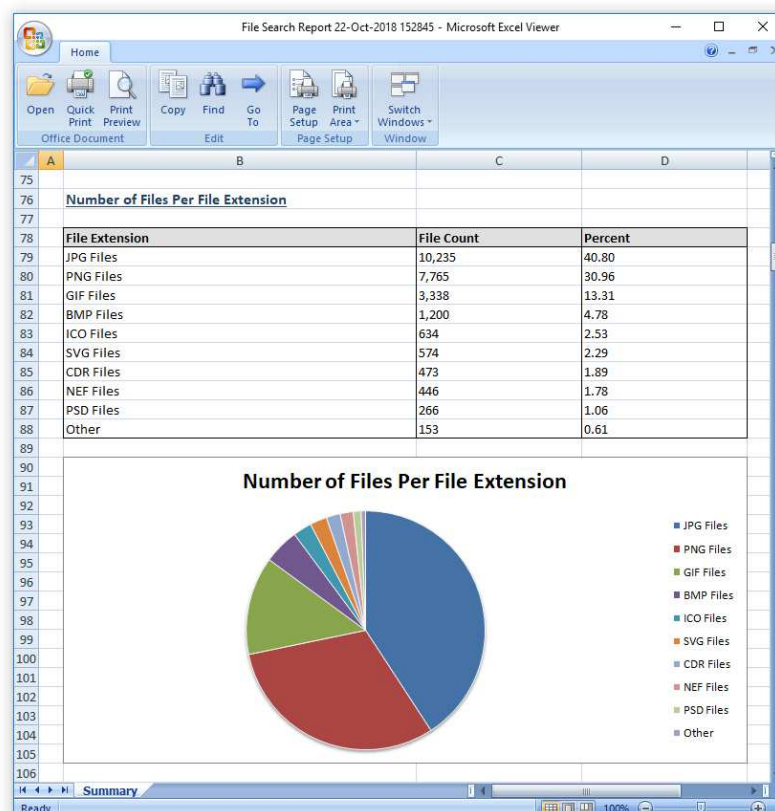 File Search Report 22-Oct-2018 152845 - Microsoft Excel Viewer
Home
Open Quick Print Print Preview Copy Find Go To Page Setup Print Area Switch Windows
Office Document Edit Page Setup Window
A B C D
75
76 Number of Files Per File Extension
77
78 File Extension File Count Percent
79 JPG Files 10,235 40.80
80 PNG Files 7,765 30.96
81 GIF Files 3,338 13.31
82 BMP Files 1,200 4.78
83 ICO Files 634 2.53
84 SVG Files 574 2.29
85 CDR Files 473 1.89
86 NEF Files 446 1.78
87 PSD Files 266 1.06
88 Other 153 0.61
89
90
91 Number of Files Per File Extension
92
93 JPG Files
94 PNG Files
95 GIF Files
96 BMP Files
97 ICO Files
98 SVG Files
99 CDR Files
100 NEF Files
101 PSD Files
102 Other
103
104
105
106
Summary
Ready 100%